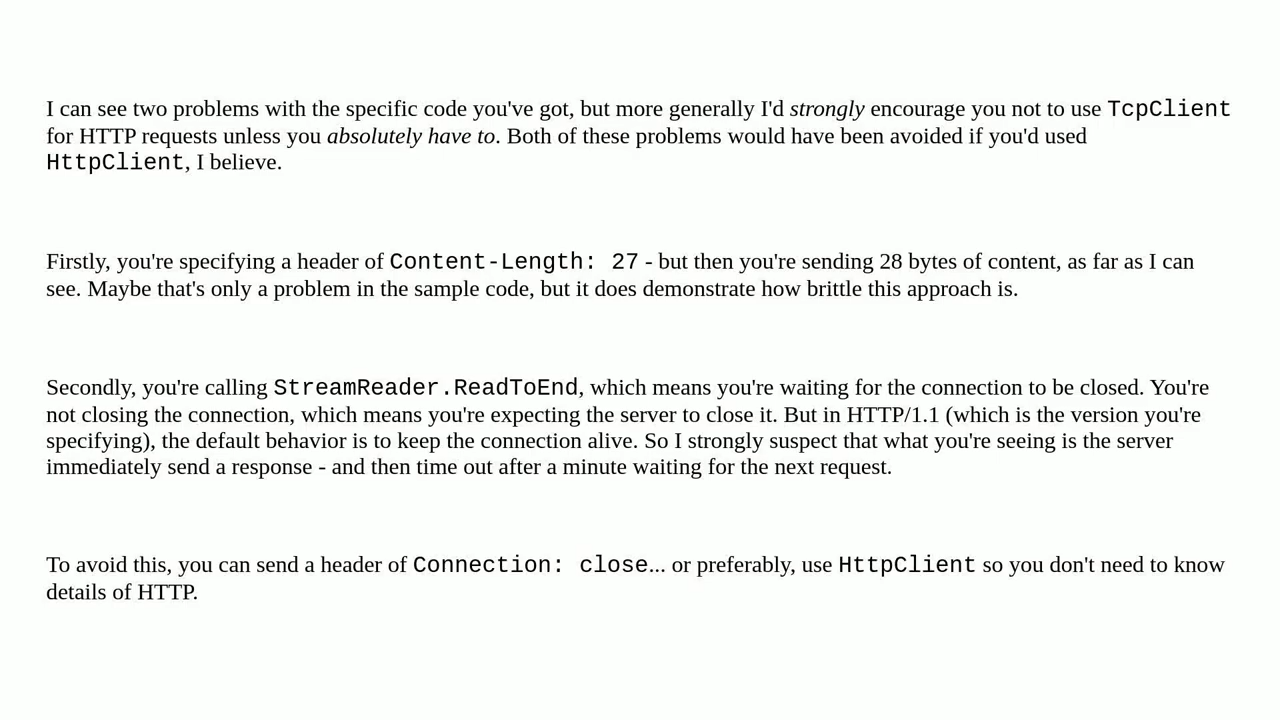 I can see two problems with the specific code you've got, but more generally I'd strongly encourage you not to use TcpClient
for HTTP requests unless you absolutely have to. Both of these problems would have been avoided if you'd used
HttpClient, I believe.
Firstly, you're specifying a header of Content-Length: 27 - but then you're sending 28 bytes of content, as far as I can
see. Maybe that's only a problem in the sample code, but it does demonstrate how brittle this approach is.
Secondly, you're calling StreamReader.ReadToEnd, which means you're waiting for the connection to be closed. You're
not closing the connection, which means you're expecting the server to close it. But in HTTP/1.1 (which is the version you're
specifying), the default behavior is to keep the connection alive. So I strongly suspect that what you're seeing is the server
immediately send a response - and then time out after a minute waiting for the next request.
To avoid this, you can send a header of Connection: close... or preferably, use HttpClient so you don't need to know
details of HTTP.